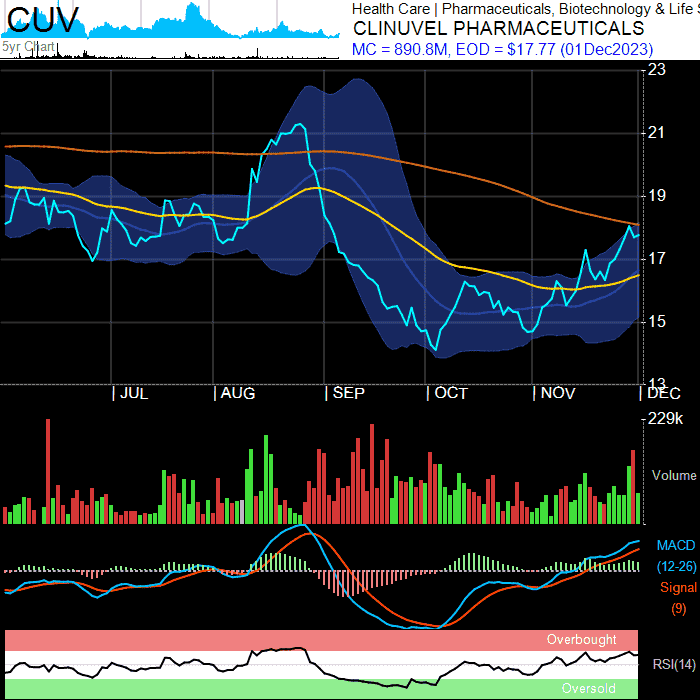 CUV
5yr Chart
Health Care | Pharmaceuticals, Biotechnology & Life S
CLINUVEL PHARMACEUTICALS
MC = 890.8M, EOD = $17.77 (01Dec2023)
23
21
19
17
15
13
| JUL | AUG | SEP | OCT | NOV | DEC
229k
Volume
MACD
(12-26)
Signal
(9)
Overbought
RSI(14)
Oversold